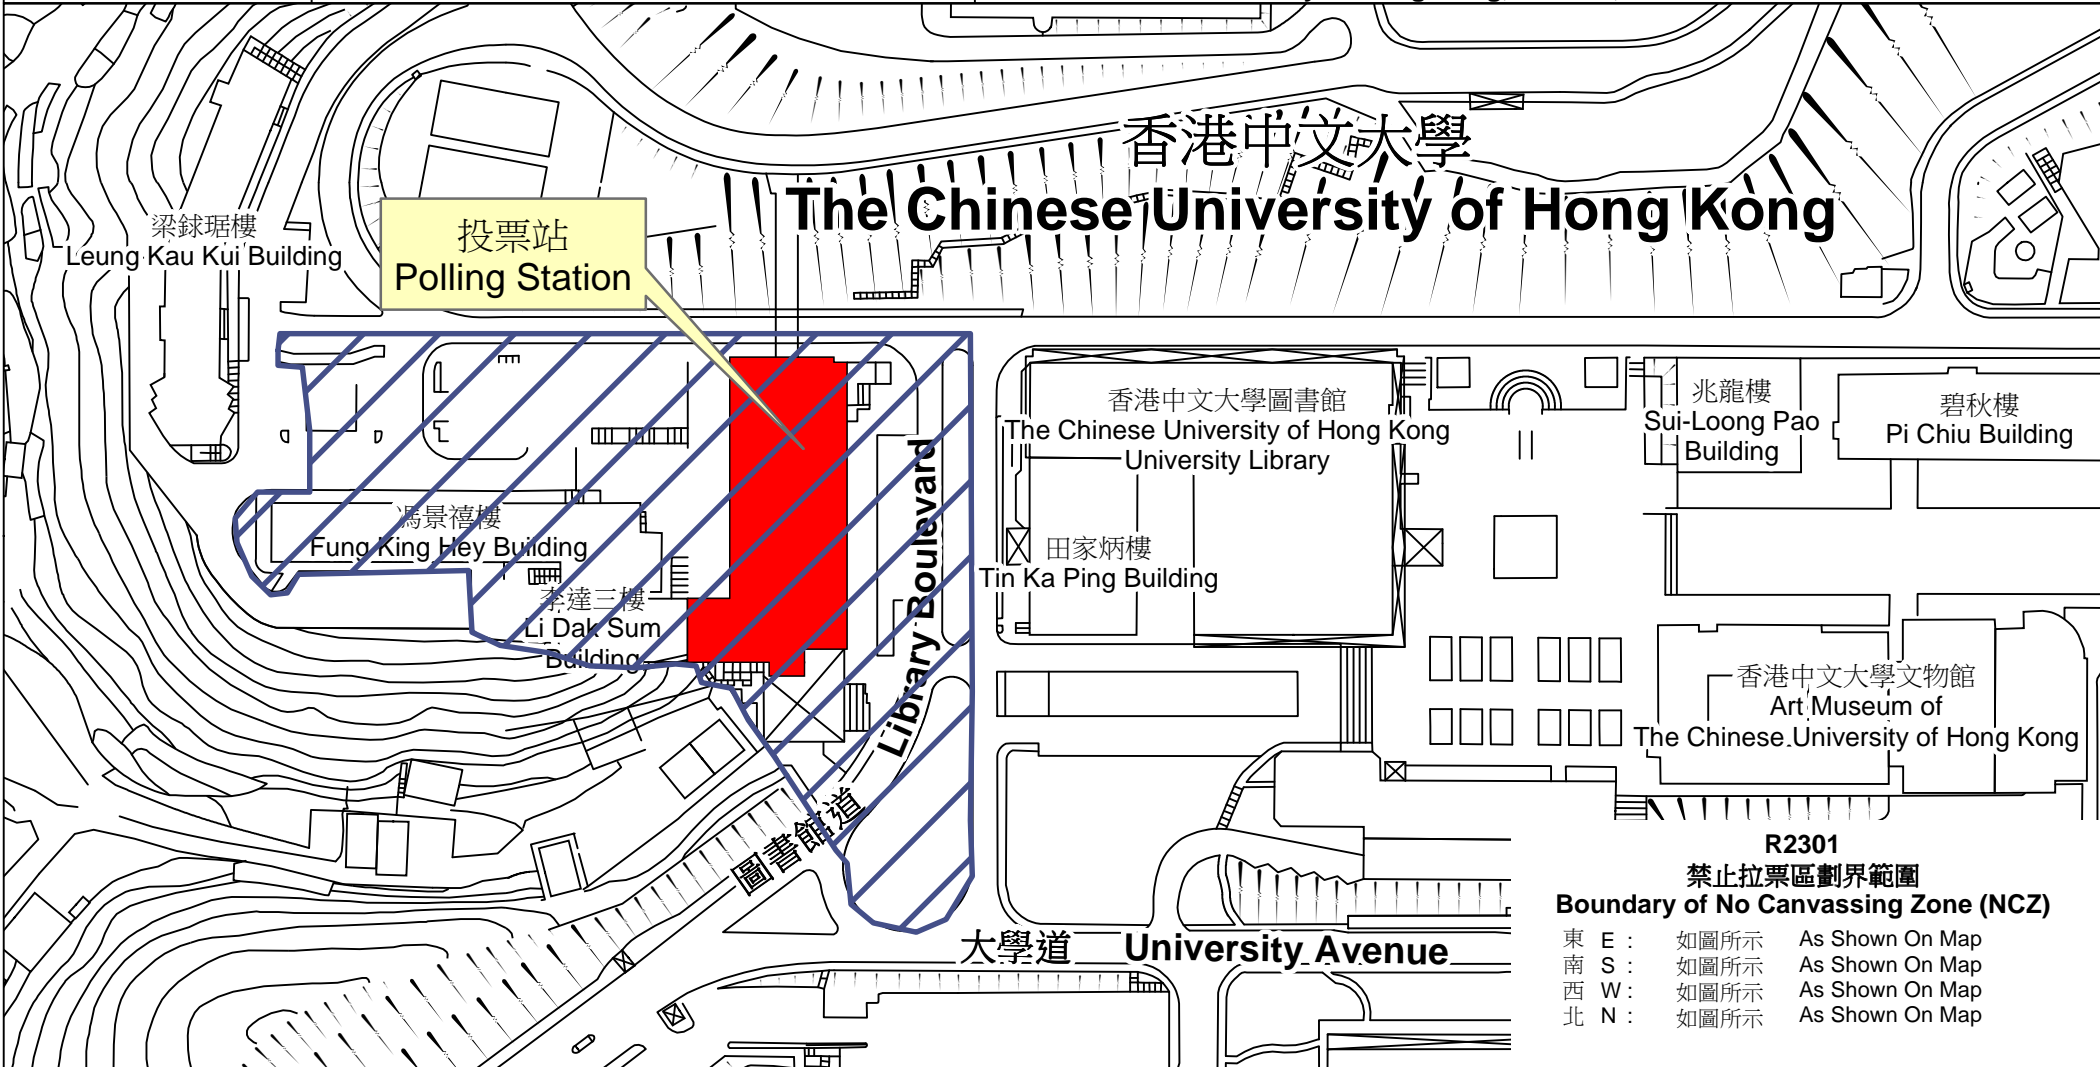 香港中文大學
The Chinese University of Hong Kong
梁銶琚樓
Leung Kau Kui Building
投票站
Polling Station
香港中文大學圖書館
The Chinese University of Hong Kong
University Library
兆龍樓
Sui-Loong Pao
Building
碧秋樓
Pi Chiu Building
馮景禧樓
Fung King Hey Building
田家炳樓
Tin Ka Ping Building
李達三樓
Li Dak Sum
Building
Library Boulevard
圖書館道
香港中文大學文物館
Art Museum of
The Chinese University of Hong Kong
大學道 University Avenue
R2301
禁止拉票區劃界範圍
Boundary of No Canvassing Zone (NCZ)
東 E : 如圖所示 As Shown On Map
南 S : 如圖所示 As Shown On Map
西 W : 如圖所示 As Shown On Map
北 N : 如圖所示 As Shown On Map